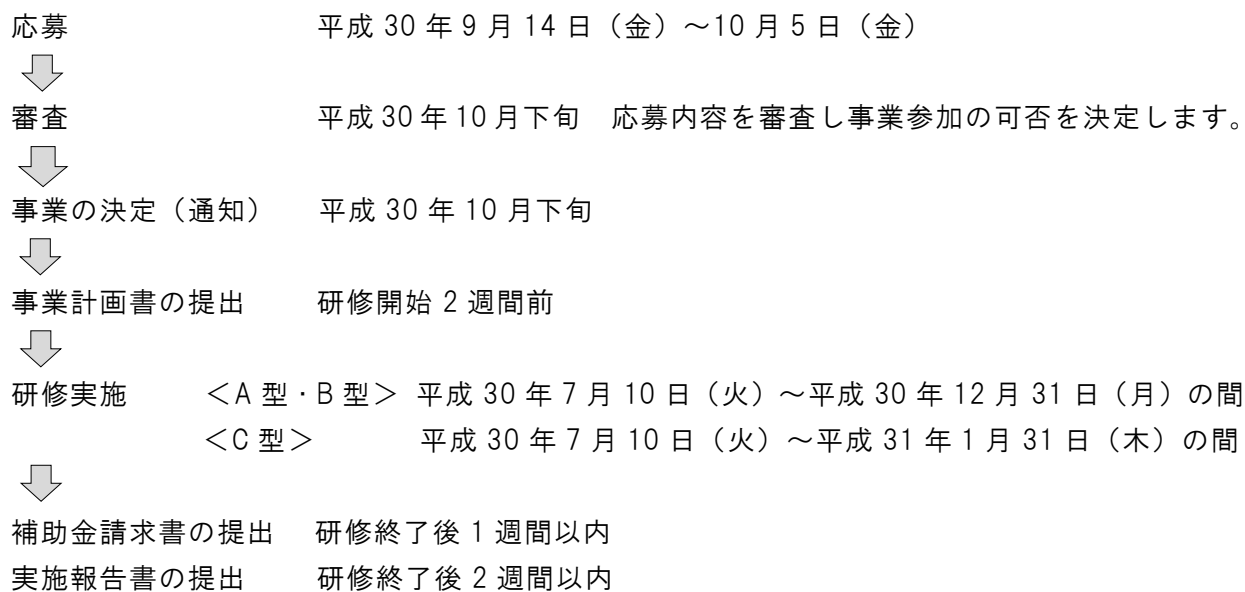 応募 平成 30 年 9 月 14 日（金）～10 月 5 日（金）
審査 平成 30 年 10 月下旬 応募内容を審査し事業参加の可否を決定します。
事業の決定（通知） 平成 30 年 10 月下旬
事業計画書の提出 研修開始 2 週間前
研修実施 ＜A 型・B 型＞ 平成 30 年 7 月 10 日（火）～平成 30 年 12 月 31 日（月）の間
＜C 型＞ 平成 30 年 7 月 10 日（火）～平成 31 年 1 月 31 日（木）の間
補助金請求書の提出 研修終了後 1 週間以内
実施報告書の提出 研修終了後 2 週間以内